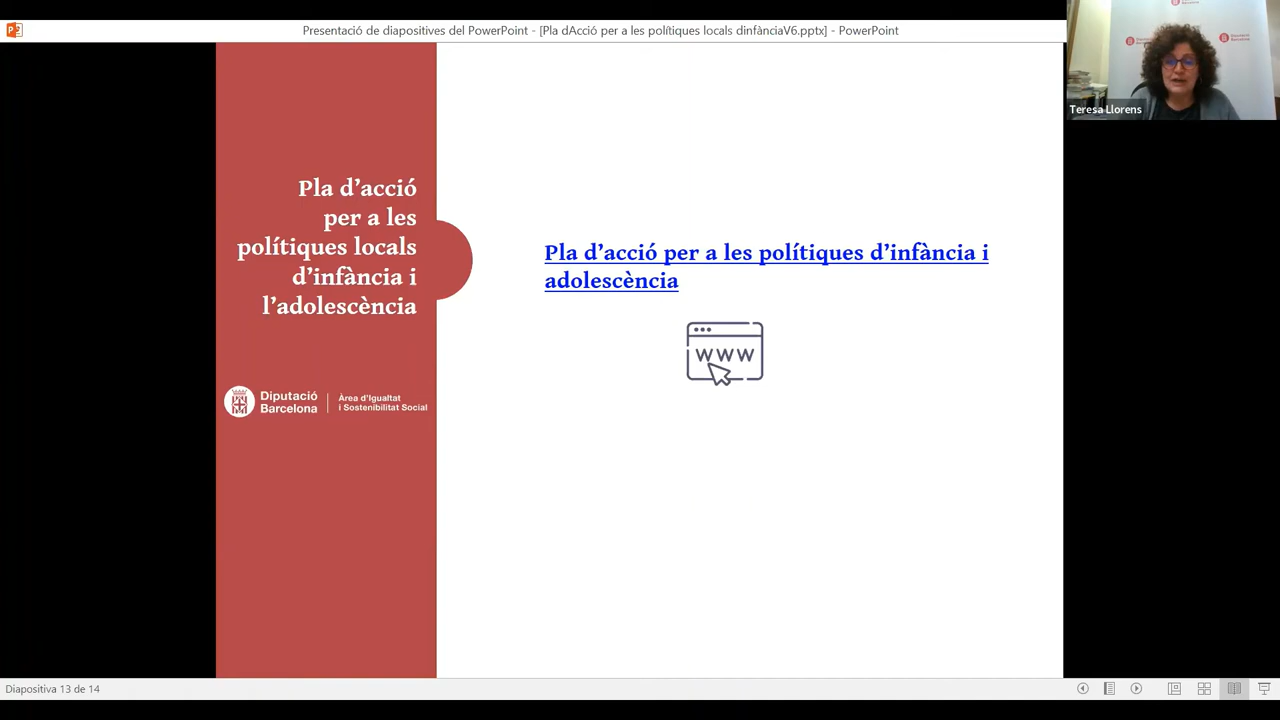 Presentació de diapositives del PowerPoint - [Pla dAcció per a les polítiques locals dinfànciaV6.pptx] - PowerPoint
Diputació
Barcelona
Teresa Llorens
Pla d’acció
per a les
polítiques locals
d’infància i
l’adolescència
Diputació
Barcelona
Àrea d'Igualtat
i Sostenibilitat Social
Pla d’acció per a les polítiques d’infància i
adolescència
www
Diapositiva 13 de 14